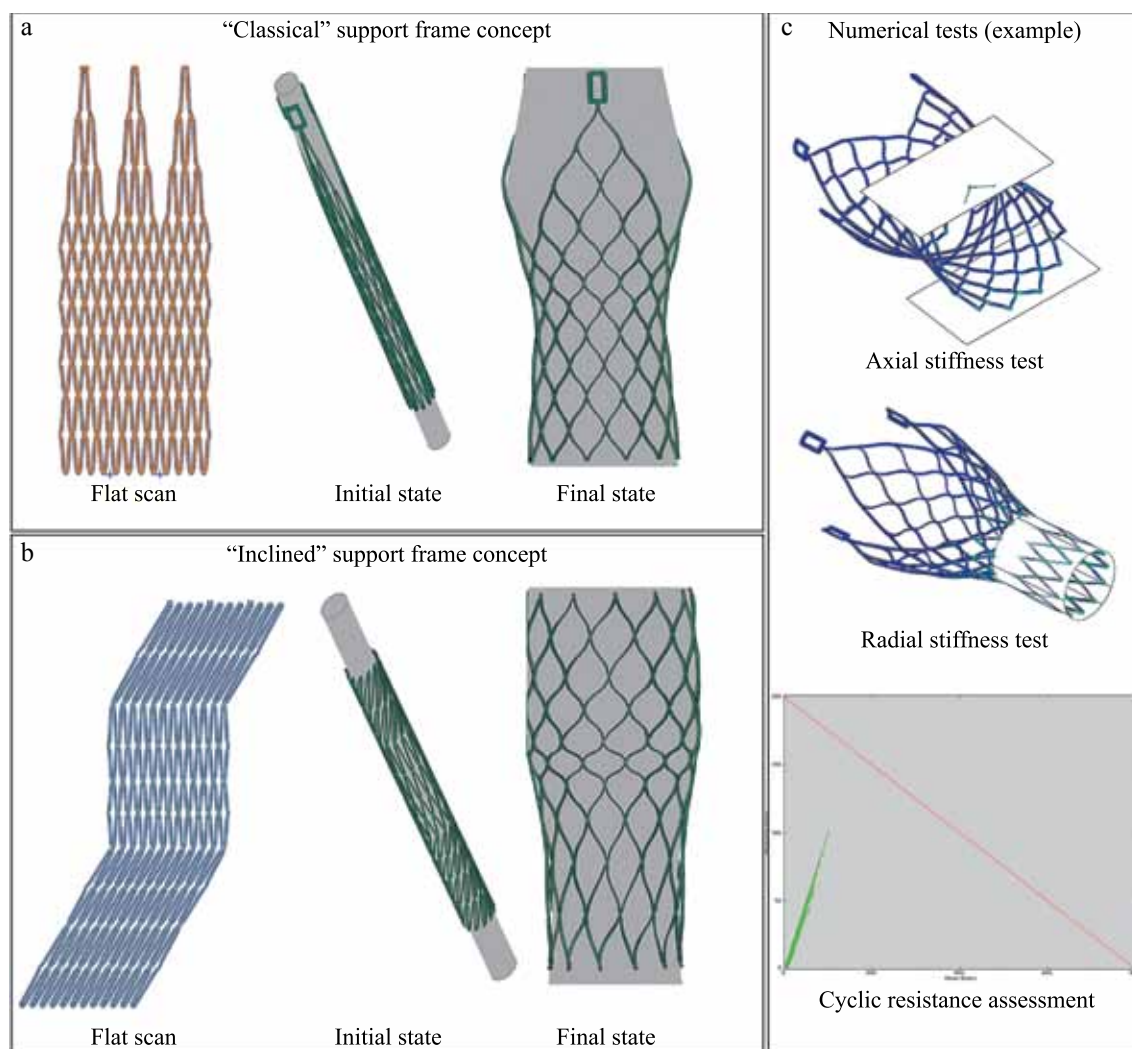 a
“Classical” support frame concept
Flat scan
Initial state
Final state
b
“Inclined” support frame concept
Flat scan
Initial state
Final state
c
Numerical tests (example)
Axial stiffness test
Radial stiffness test
Cyclic resistance assessment